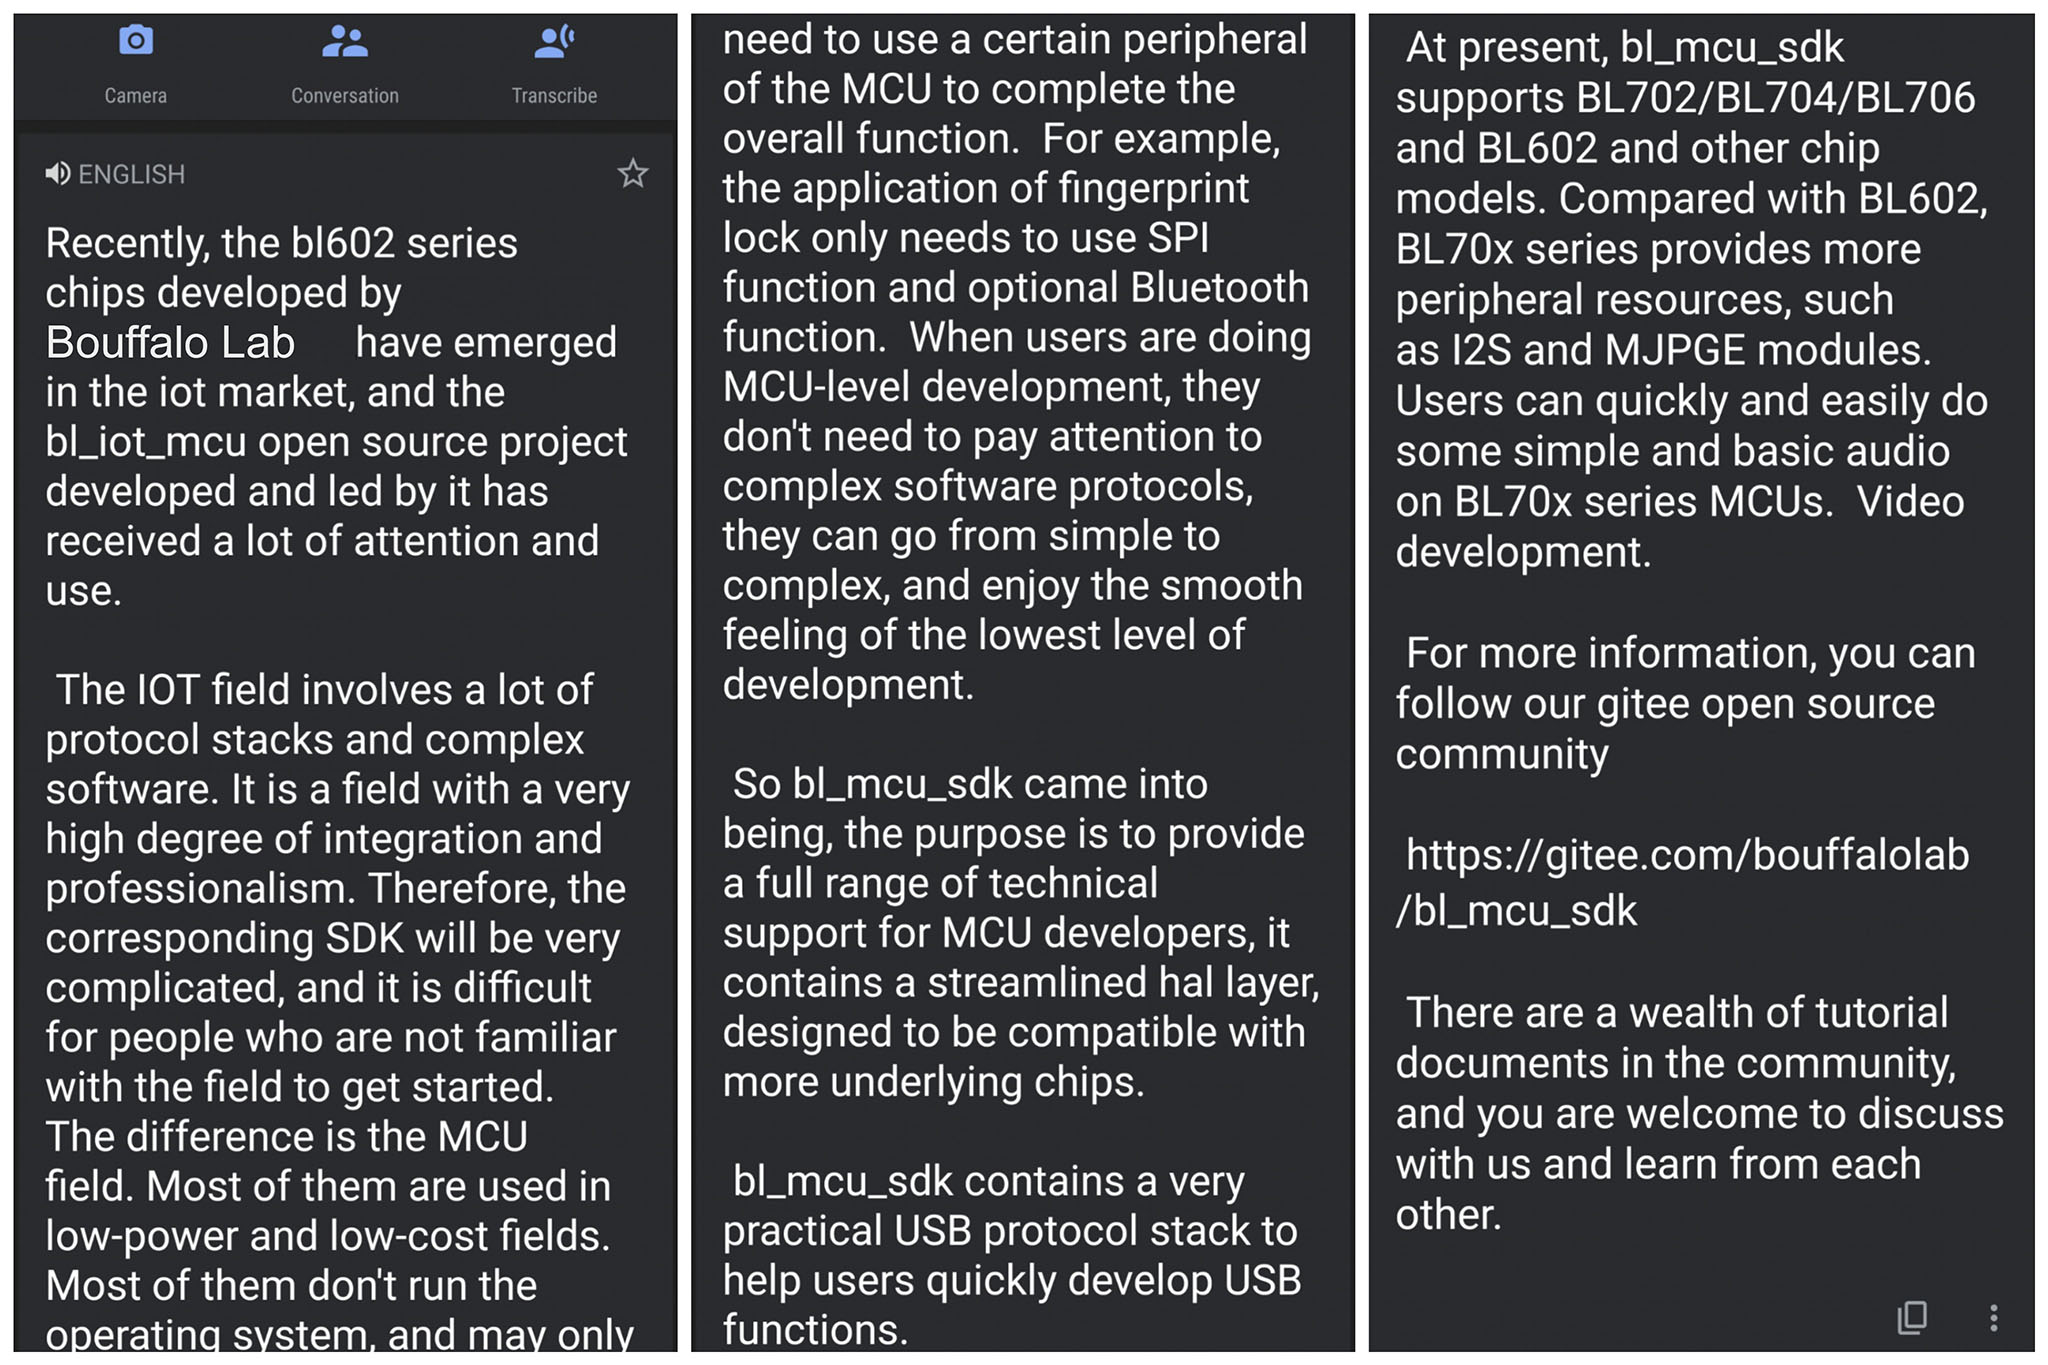 Camera
Conversation
Transcribe
ENGLISH
Recently, the bl602 series
chips developed by
Bouffalo Lab have emerged
in the iot market, and the
bl_iot_mcu open source project
developed and led by it has
received a lot of attention and
use.
The IOT field involves a lot of
protocol stacks and complex
software. It is a field with a very
high degree of integration and
professionalism. Therefore, the
corresponding SDK will be very
complicated, and it is difficult
for people who are not familiar
with the field to get started.
The difference is the MCU
field. Most of them are used in
low-power and low-cost fields.
Most of them don't run the
operating system, and may only
need to use a certain peripheral
of the MCU to complete the
overall function. For example,
the application of fingerprint
lock only needs to use SPI
function and optional Bluetooth
function. When users are doing
MCU-level development, they
don't need to pay attention to
complex software protocols,
they can go from simple to
complex, and enjoy the smooth
feeling of the lowest level of
development.
So bl_mcu_sdk came into
being, the purpose is to provide
a full range of technical
support for MCU developers, it
contains a streamlined hal layer,
designed to be compatible with
more underlying chips.
bl_mcu_sdk contains a very
practical USB protocol stack to
help users quickly develop USB
functions.
At present, bl_mcu_sdk
supports BL702/BL704/BL706
and BL602 and other chip
models. Compared with BL602,
BL70x series provides more
peripheral resources, such
as I2S and MJPGE modules.
Users can quickly and easily do
some simple and basic audio
on BL70x series MCUs. Video
development.
For more information, you can
follow our gitee open source
community
https://gitee.com/bouffalolab
/bl_mcu_sdk
There are a wealth of tutorial
documents in the community,
and you are welcome to discuss
with us and learn from each
other.